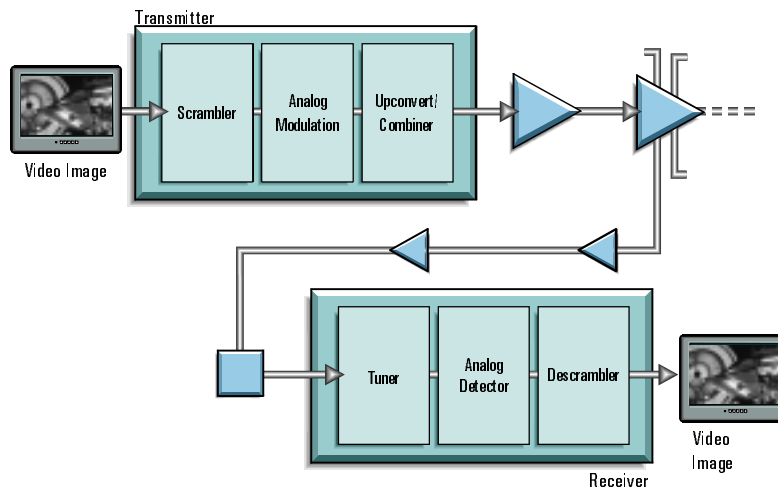 Transmitter
Scrambler
Analog
Modulation
Upconvert/
Combiner
Video Image
Tuner
Analog
Detector
Descrambler
Video
Image
Receiver